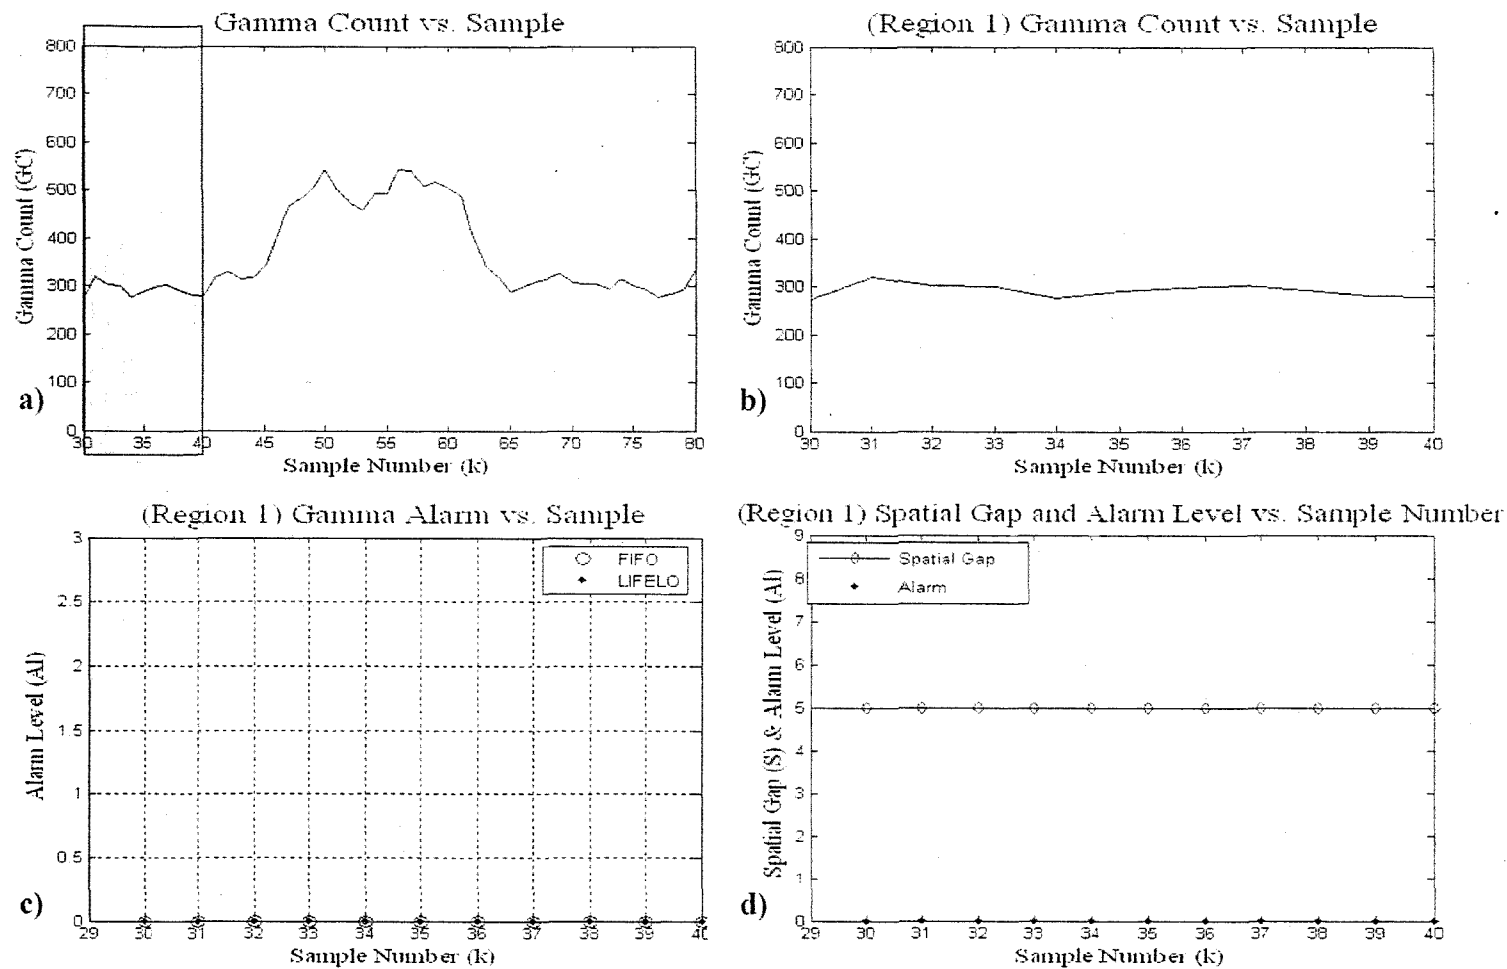 Gamma Count vs. Sample
800
700
600
500
400
300
200
100
0
Gamma Count (GC)
a)
30 35 40 45 50 55 60 65 70 75 80
Sample Number (k)
(Region 1) Gamma Count vs. Sample
800
700
600
500
400
300
200
100
0
Gamma Count (GC)
b)
30 31 32 33 34 35 36 37 38 39 40
Sample Number (k)
(Region 1) Gamma Alarm vs. Sample
FIFO
LIFELO
3
2.5
2
1.5
1
0.5
0
Alarm Level (Al)
c)
29 30 31 32 33 34 35 36 37 38 39 40
Sample Number (k)
(Region 1) Spatial Gap and Alarm Level vs. Sample Number
Spatial Gap
Alarm
9
8
7
6
5
4
3
2
1
0
Spatial Gap (S) & Alarm Level (Al)
d)
29 30 31 32 33 34 35 36 37 38 39 40
Sample Number (k)